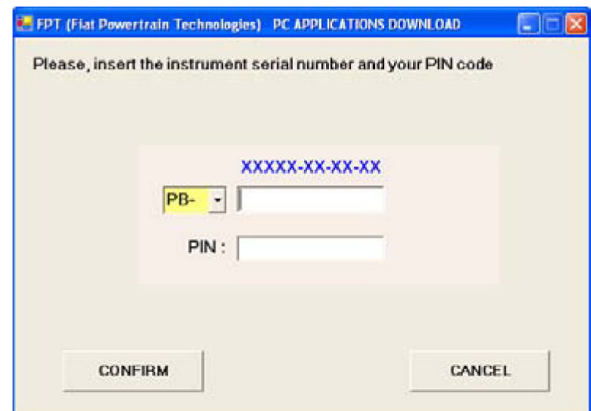 FPT (Fiat Powertrain Technologies) PC APPLICATIONS DOWNLOAD
Please, insert the instrument serial number and your PIN code
XXXXX-XX-XX-XX
PB-
PIN :
CONFIRM CANCEL